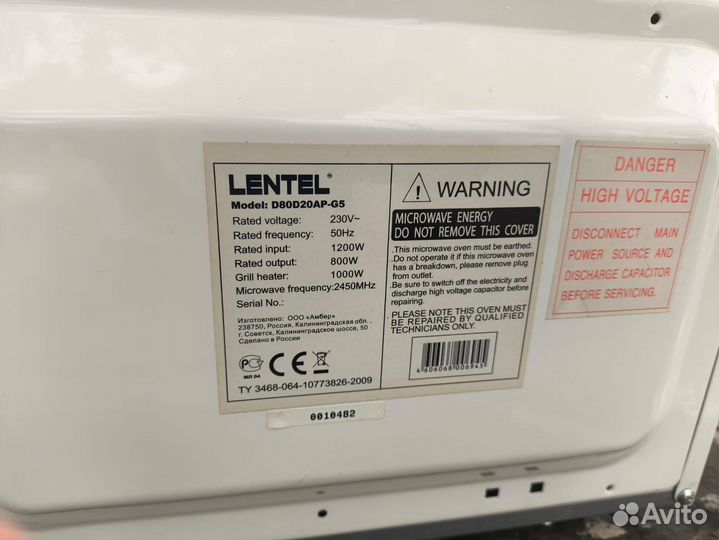 LENTEL®
Model: D80D20AP-G5
Rated voltage: 230V~
Rated frequency: 50Hz
Rated input: 1200W
Rated output: 800W
Grill heater: 1000W
Microwave frequency:2450MHz
Serial No.:
Изготовлено: ООО «Амбер»
238750, Россия, Калининградская обл.,
г. Советск, Калининградское шоссе, 50
Сделано в России
МЛ 04
CE
ТУ 3468-064-10773826-2009
0010482
WARNING
MICROWAVE ENERGY
DO NOT REMOVE THIS COVER
.This microwave oven must be earthed.
.Do not operate it if this microwave oven
has a breakdown, please remove plug
from outlet.
.Be sure to switch off the electricity and
discharge high voltage capacitor before
repairing.
.PLEASE NOTE THIS OVEN MUST
BE REPAIRED BY QUALIFIED
TECHNICIANS ONLY.
4 606068 006945
DANGER
HIGH VOLTAGE
DISCONNECT MAIN
POWER SOURCE AND
DISCHARGE CAPACITOR
BEFORE SERVICING.
Avito